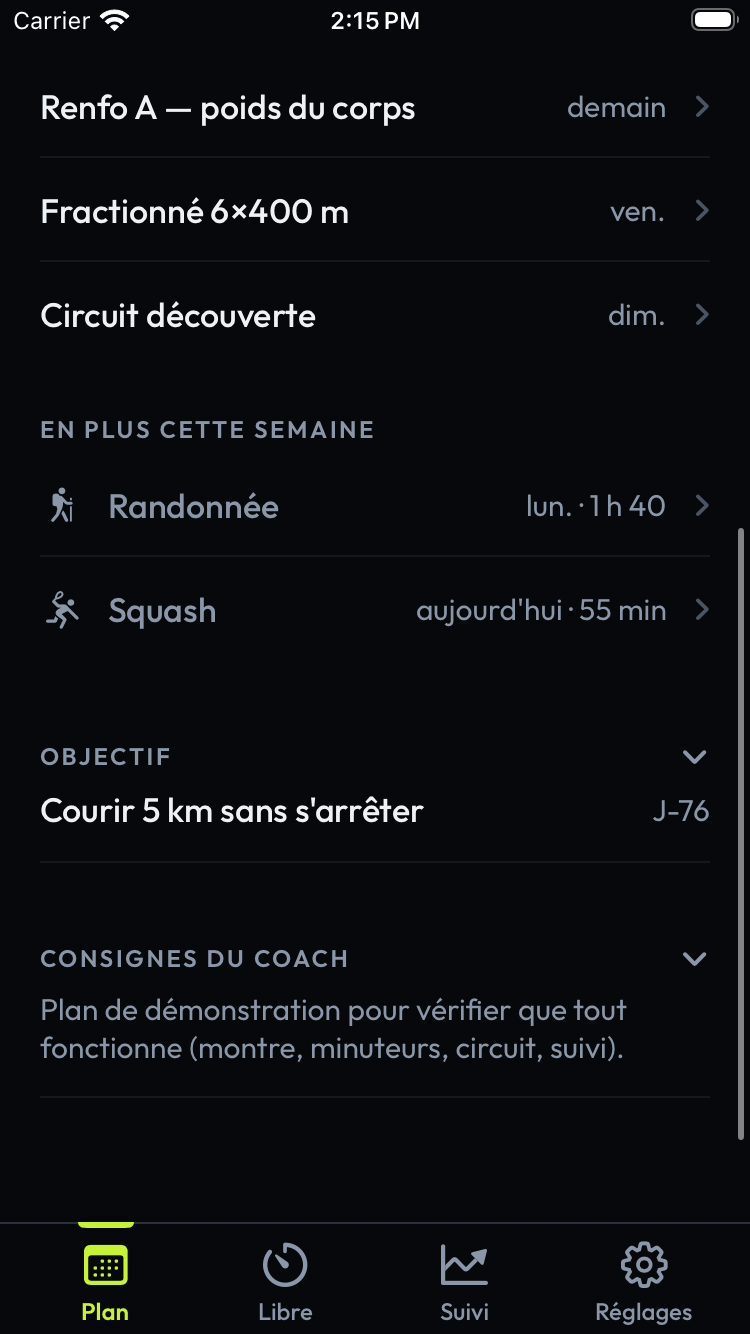 Carrier 2:15 PM
Renfo A — poids du corps demain
Fractionné 6×400 m ven.
Circuit découverte dim.
EN PLUS CETTE SEMAINE
Randonnée lun. · 1 h 40
Squash aujourd'hui · 55 min
OBJECTIF
Courir 5 km sans s'arrêter J-76
CONSIGNES DU COACH
Plan de démonstration pour vérifier que tout
fonctionne (montre, minuteurs, circuit, suivi).
Plan Libre Suivi Réglages